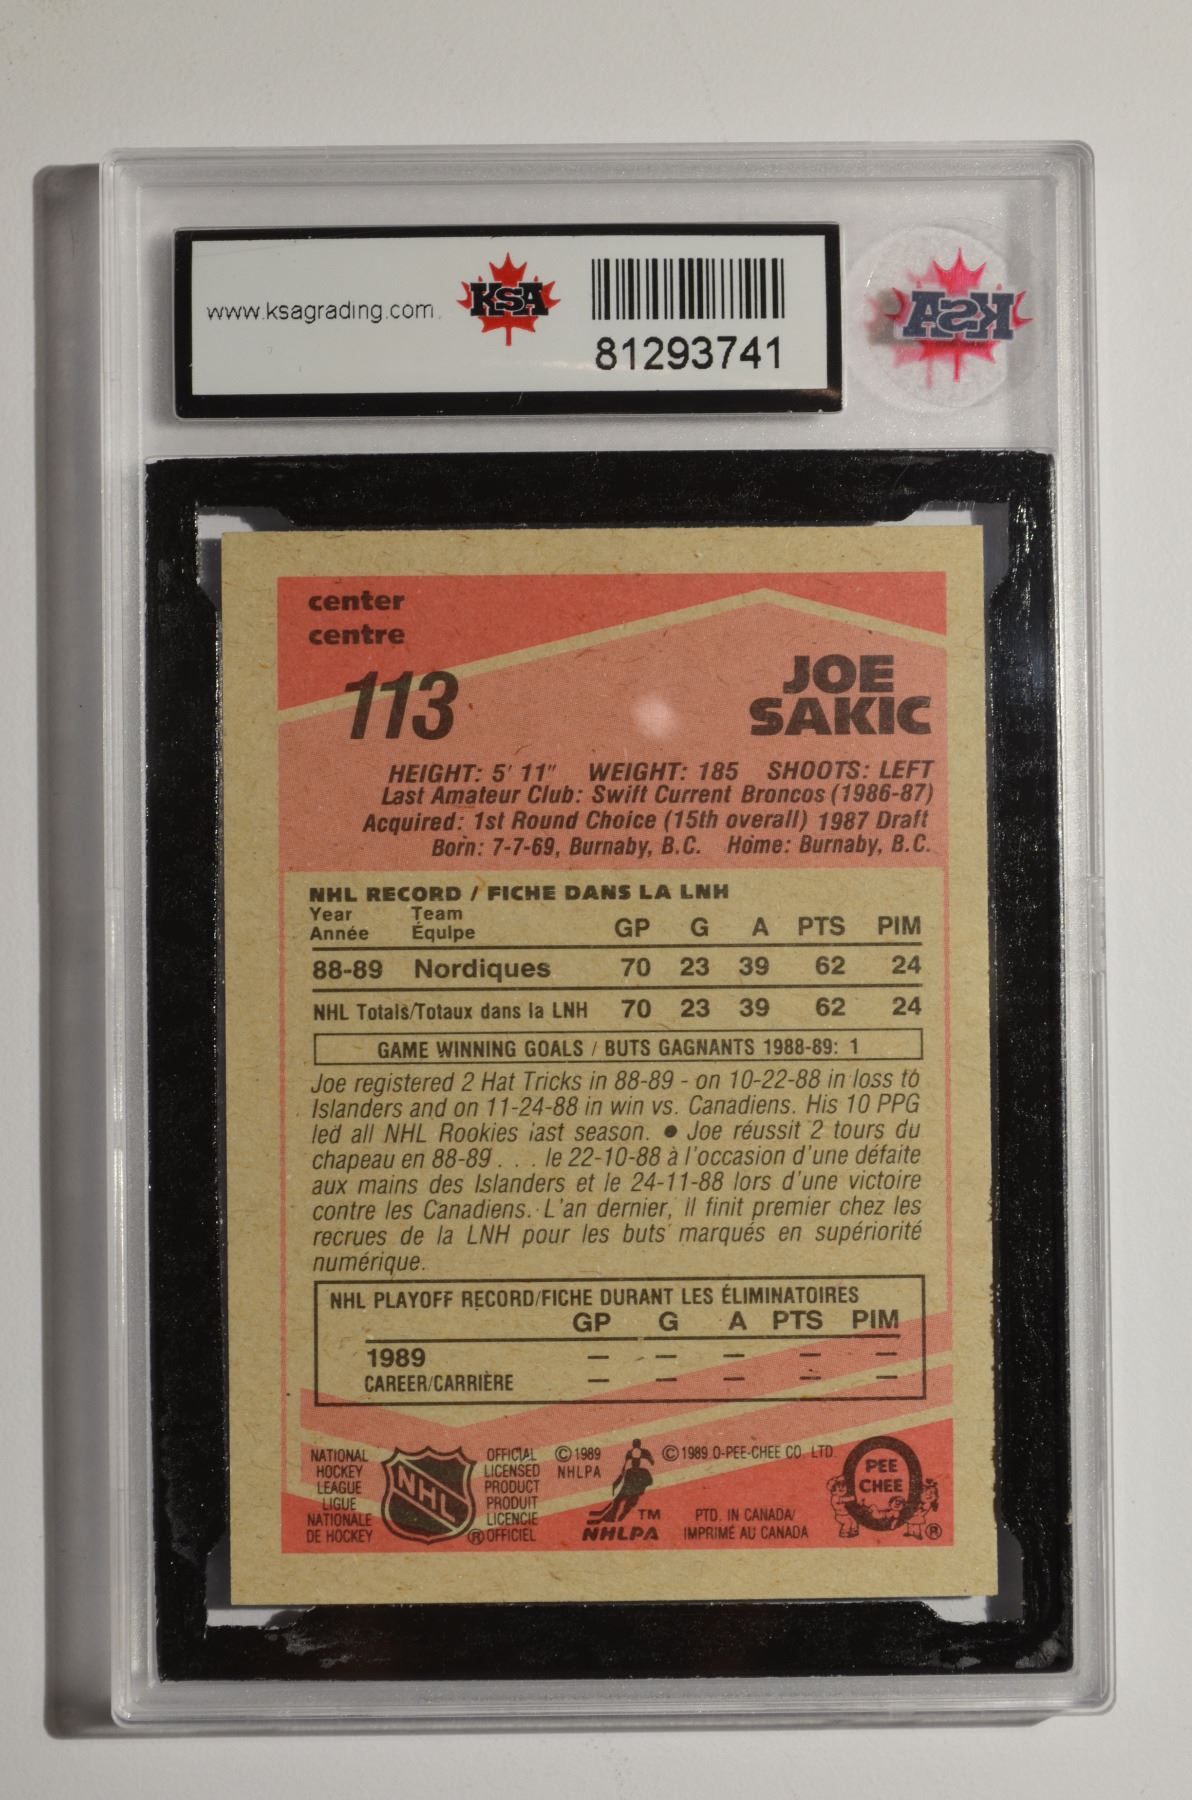 www.ksagrading.com
KSA
81293741
KSA
center
centre
113
JOE
SAKIC
HEIGHT: 5' 11" WEIGHT: 185 SHOOTS: LEFT
Last Amateur Club: Swift Current Broncos (1986-87)
Acquired: 1st Round Choice (15th overall) 1987 Draft
Born: 7-7-69, Burnaby, B.C. Home: Burnaby, B.C.
NHL RECORD / FICHE DANS LA LNH
Year Team
Année Équipe GP G A PTS PIM
88-89 Nordiques 70 23 39 62 24
NHL Totals/Totaux dans la LNH 70 23 39 62 24
GAME WINNING GOALS / BUTS GAGNANTS 1988-89: 1
Joe registered 2 Hat Tricks in 88-89 - on 10-22-88 in loss to
Islanders and on 11-24-88 in win vs. Canadiens. His 10 PPG
led all NHL Rookies last season. ● Joe réussit 2 tours du
chapeau en 88-89 . . . le 22-10-88 à l'occasion d'une défaite
aux mains des Islanders et le 24-11-88 lors d'une victoire
contre les Canadiens. L'an dernier, il finit premier chez les
recrues de la LNH pour les buts marqués en supériorité
numérique.
NHL PLAYOFF RECORD/FICHE DURANT LES ÉLIMINATOIRES
GP G A PTS PIM
1989 — — — — —
CAREER/CARRIÈRE — — — — —
NATIONAL
HOCKEY
LEAGUE
LIGUE
NATIONALE
DE HOCKEY
NHL
®
OFFICIAL
LICENSED
PRODUCT
PRODUIT
LICENCIE
OFFICIEL
© 1989
NHLPA
TM
NHLPA
© 1989 O-PEE-CHEE CO. LTD.
PTD. IN CANADA/
IMPRIMÉ AU CANADA
PEE
CHEE
®